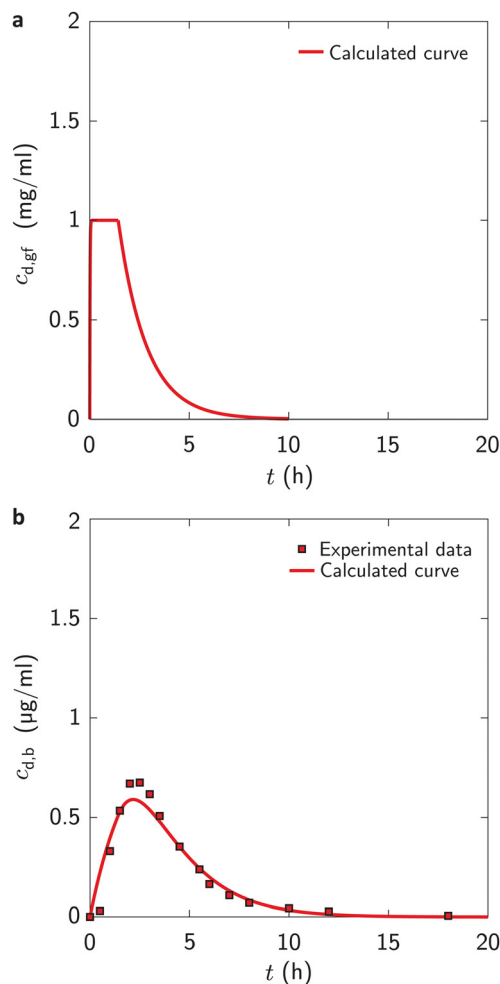 a
2
Calculated curve
1.5
c_d,gf (mg/ml)
1
0.5
0
0 5 10 15 20
t (h)
b
2
Experimental data
Calculated curve
1.5
c_d,b (µg/ml)
1
0.5
0
0 5 10 15 20
t (h)